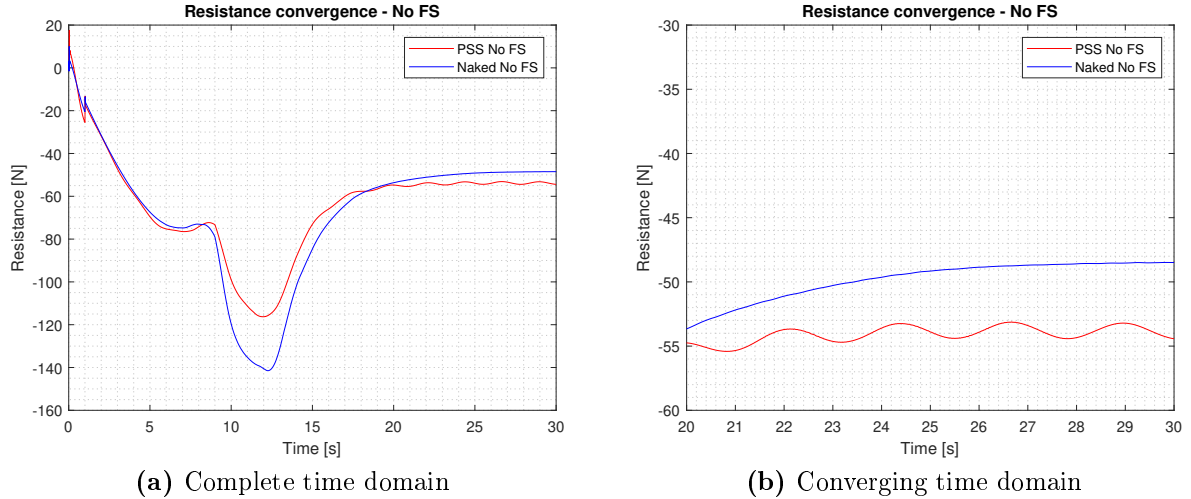 Resistance convergence - No FS
PSS No FS
Naked No FS
20
0
-20
-40
-60
-80
-100
-120
-140
-160
Resistance [N]
0 5 10 15 20 25 30
Time [s]
(a) Complete time domain
Resistance convergence - No FS
PSS No FS
Naked No FS
-30
-35
-40
-45
-50
-55
-60
Resistance [N]
20 21 22 23 24 25 26 27 28 29 30
Time [s]
(b) Converging time domain